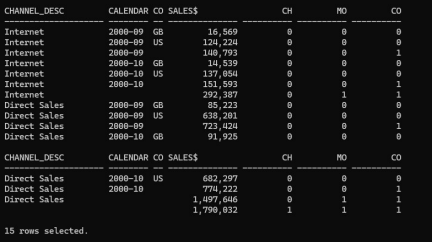 CHANNEL_DESC CALENDAR CO SALES$ CH MO CO
-------------------- -------- -- -------------- ---------- ---------- ----------
Internet 2000-09 GB 16,569 0 0 0
Internet 2000-09 US 124,224 0 0 0
Internet 2000-09 140,793 0 0 1
Internet 2000-10 GB 14,539 0 0 0
Internet 2000-10 US 137,054 0 0 0
Internet 2000-10 151,593 0 0 1
Internet 292,387 0 1 1
Direct Sales 2000-09 GB 85,223 0 0 0
Direct Sales 2000-09 US 638,201 0 0 0
Direct Sales 2000-09 723,424 0 0 1
Direct Sales 2000-10 GB 91,925 0 0 0
CHANNEL_DESC CALENDAR CO SALES$ CH MO CO
-------------------- -------- -- -------------- ---------- ---------- ----------
Direct Sales 2000-10 US 682,297 0 0 0
Direct Sales 2000-10 774,222 0 0 1
Direct Sales 1,497,646 0 1 1
1,790,032 1 1 1
15 rows selected.